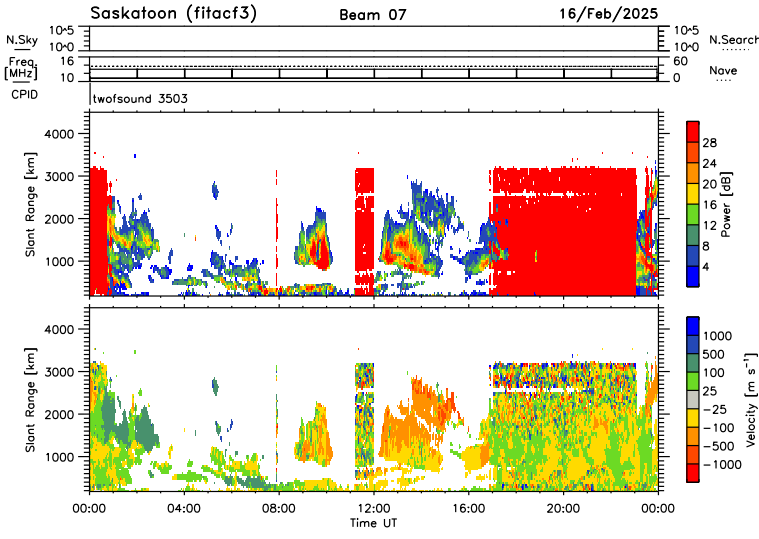 Saskatoon (fitacf3) Beam 07 16/Feb/2025
N.Sky 10^5 10^5 N.Search
10^0 10^0
Freq. [MHz] 16 60 Nave
10 0
CPID twofsound 3503
Slant Range [km]
4000
3000
2000
1000
Power [dB]
28
24
20
16
12
8
4
Slant Range [km]
4000
3000
2000
1000
Velocity [m s⁻¹]
1000
500
100
25
−25
−100
−500
−1000
00:00 04:00 08:00 12:00 16:00 20:00 00:00
Time UT